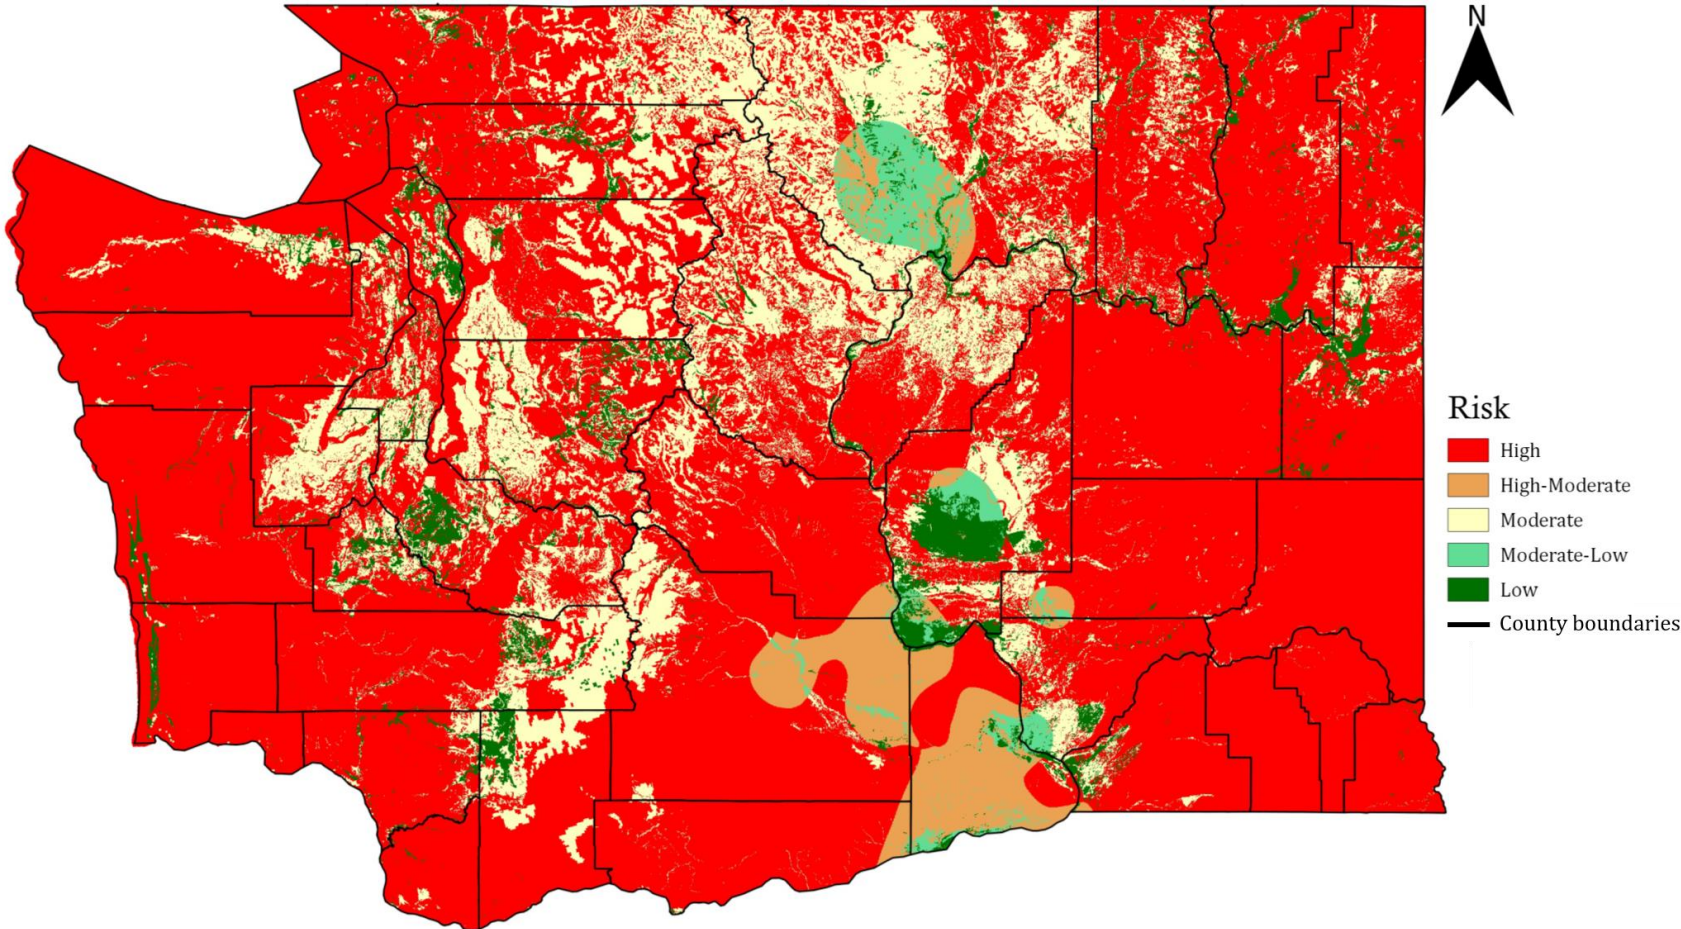 N
Risk
High
High-Moderate
Moderate
Moderate-Low
Low
County boundaries